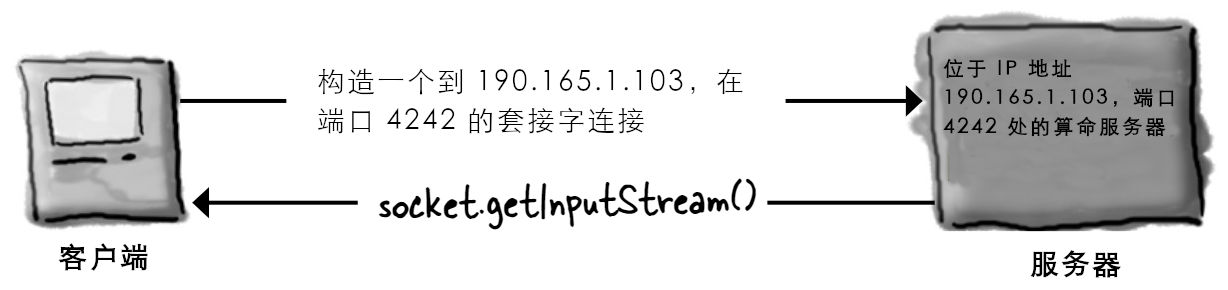 构造一个到 190.165.1.103，在
端口 4242 的套接字连接
位于 IP 地址
190.165.1.103，端口
4242 处的算命服务器
socket.getInputStream()
客户端
服务器